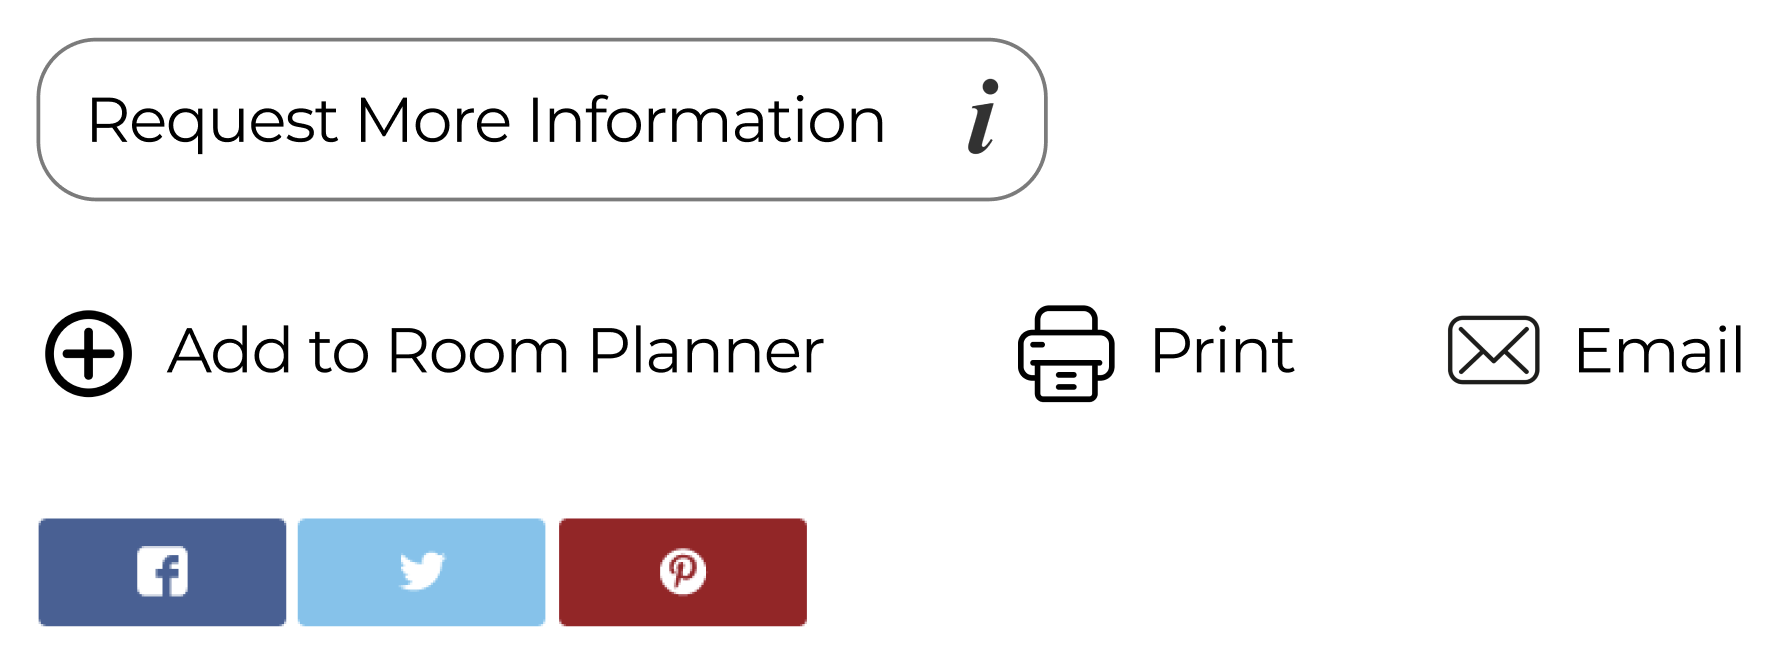 Request More Information i
Add to Room Planner Print Email